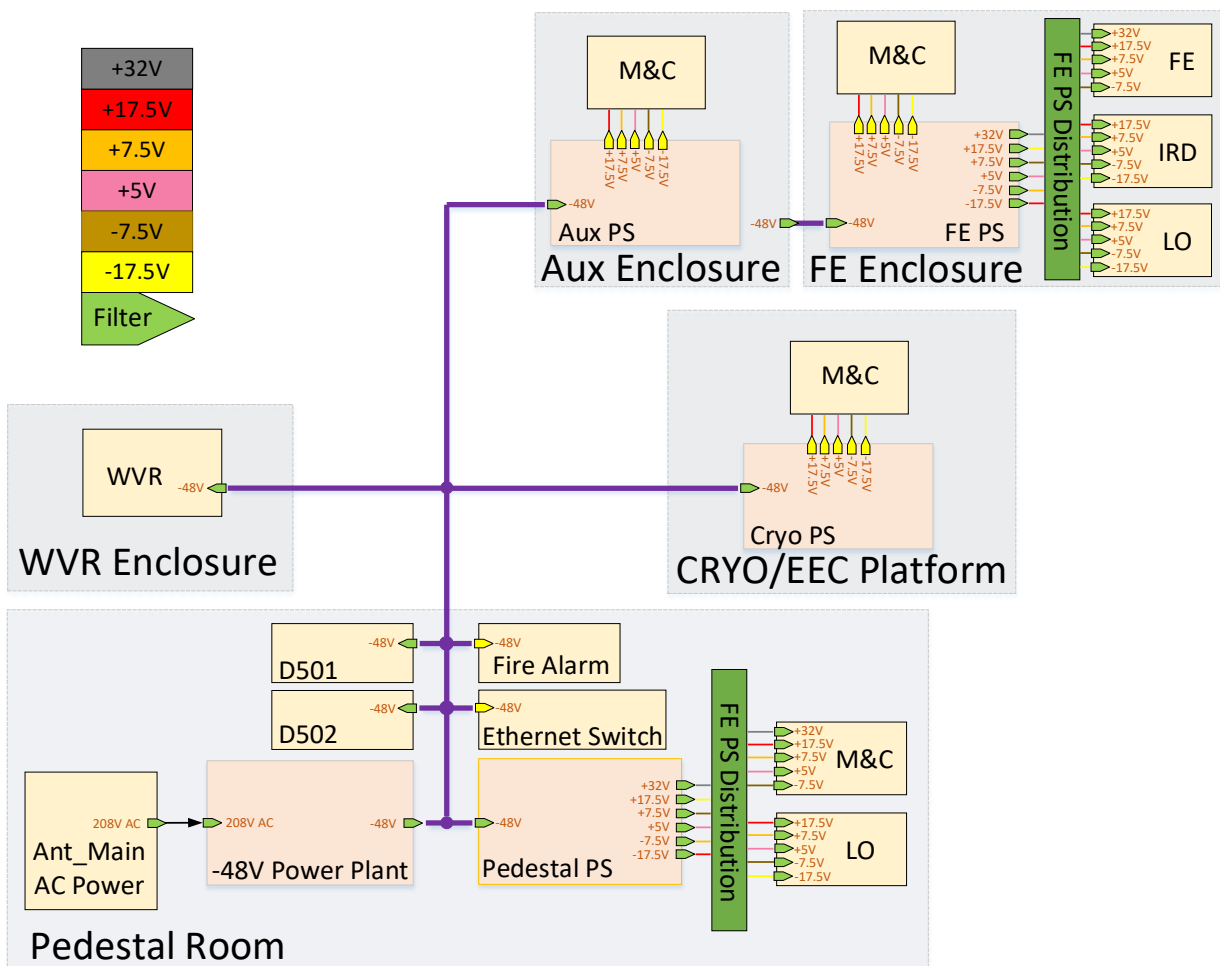 +32V
+17.5V
+7.5V
+5V
-7.5V
-17.5V
Filter
M&C
+17.5V
+7.5V
+5V
-7.5V
-17.5V
-48V
Aux PS
Aux Enclosure
-48V
M&C
+17.5V
+7.5V
+5V
-7.5V
-17.5V
-48V
+32V
+17.5V
+7.5V
+5V
-7.5V
-17.5V
FE PS
FE Enclosure
FE PS Distribution
+32V
+17.5V
+7.5V
+5V
-7.5V
FE
+17.5V
+7.5V
+5V
-7.5V
-17.5V
IRD
+17.5V
+7.5V
+5V
-7.5V
-17.5V
LO
WVR
-48V
WVR Enclosure
M&C
+17.5V
+7.5V
+5V
-7.5V
-17.5V
-48V
Cryo PS
CRYO/EEC Platform
-48V
D501
-48V
Fire Alarm
-48V
D502
-48V
Ethernet Switch
208V AC
Ant_Main
AC Power
208V AC
-48V
-48V Power Plant
-48V
+32V
+17.5V
+7.5V
+5V
-7.5V
-17.5V
Pedestal PS
FE PS Distribution
+32V
+17.5V
+7.5V
+5V
-7.5V
M&C
+17.5V
+7.5V
+5V
-7.5V
-17.5V
LO
Pedestal Room